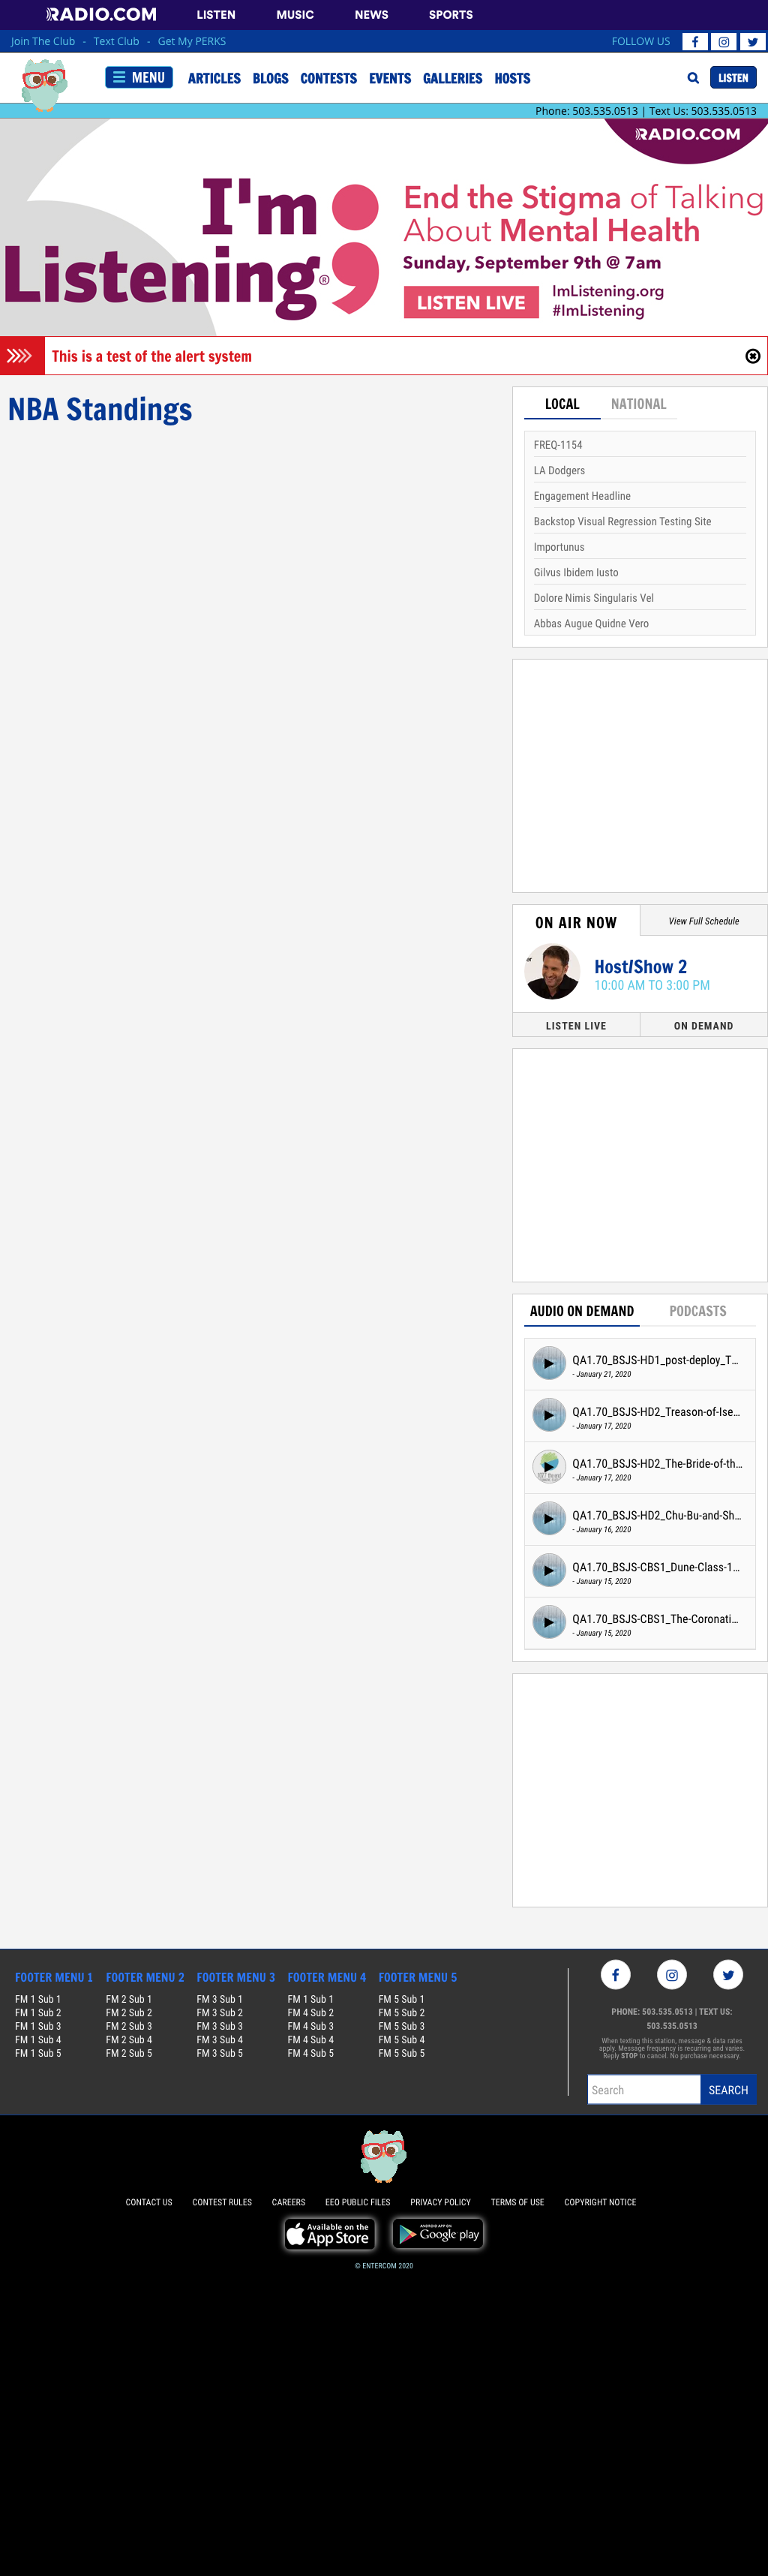 RADIO.COM LISTEN MUSIC NEWS SPORTS
Join The Club - Text Club - Get My PERKS FOLLOW US
MENU ARTICLES BLOGS CONTESTS EVENTS GALLERIES HOSTS LISTEN
Phone: 503.535.0513 | Text Us: 503.535.0513
RADIO.COM
I'm
Listening®
End the Stigma of Talking
About Mental Health
Sunday, September 9th @ 7am
LISTEN LIVE
ImListening.org
#ImListening
This is a test of the alert system
NBA Standings
LOCAL NATIONAL
FREQ-1154
LA Dodgers
Engagement Headline
Backstop Visual Regression Testing Site
Importunus
Gilvus Ibidem Iusto
Dolore Nimis Singularis Vel
Abbas Augue Quidne Vero
ON AIR NOW View Full Schedule
er
Host/Show 2
10:00 AM TO 3:00 PM
LISTEN LIVE ON DEMAND
AUDIO ON DEMAND PODCASTS
QA1.70_BSJS-HD1_post-deploy_T...
- January 21, 2020
QA1.70_BSJS-HD2_Treason-of-Ise...
- January 17, 2020
QA1.70_BSJS-HD2_The-Bride-of-th...
- January 17, 2020
QA1.70_BSJS-HD2_Chu-Bu-and-Sh...
- January 16, 2020
QA1.70_BSJS-CBS1_Dune-Class-1...
- January 15, 2020
QA1.70_BSJS-CBS1_The-Coronati...
- January 15, 2020
FOOTER MENU 1 FOOTER MENU 2 FOOTER MENU 3 FOOTER MENU 4 FOOTER MENU 5
FM 1 Sub 1 FM 2 Sub 1 FM 3 Sub 1 FM 1 Sub 1 FM 5 Sub 1
FM 1 Sub 2 FM 2 Sub 2 FM 3 Sub 2 FM 4 Sub 2 FM 5 Sub 2
FM 1 Sub 3 FM 2 Sub 3 FM 3 Sub 3 FM 4 Sub 3 FM 5 Sub 3
FM 1 Sub 4 FM 2 Sub 4 FM 3 Sub 4 FM 4 Sub 4 FM 5 Sub 4
FM 1 Sub 5 FM 2 Sub 5 FM 3 Sub 5 FM 4 Sub 5 FM 5 Sub 5
PHONE: 503.535.0513 | TEXT US:
503.535.0513
When texting this station, message & data rates
apply. Message frequency is recurring and varies.
Reply STOP to cancel. No purchase necessary.
Search SEARCH
CONTACT US CONTEST RULES CAREERS EEO PUBLIC FILES PRIVACY POLICY TERMS OF USE COPYRIGHT NOTICE
Available on the
App Store
ANDROID APP ON
Google play
© ENTERCOM 2020